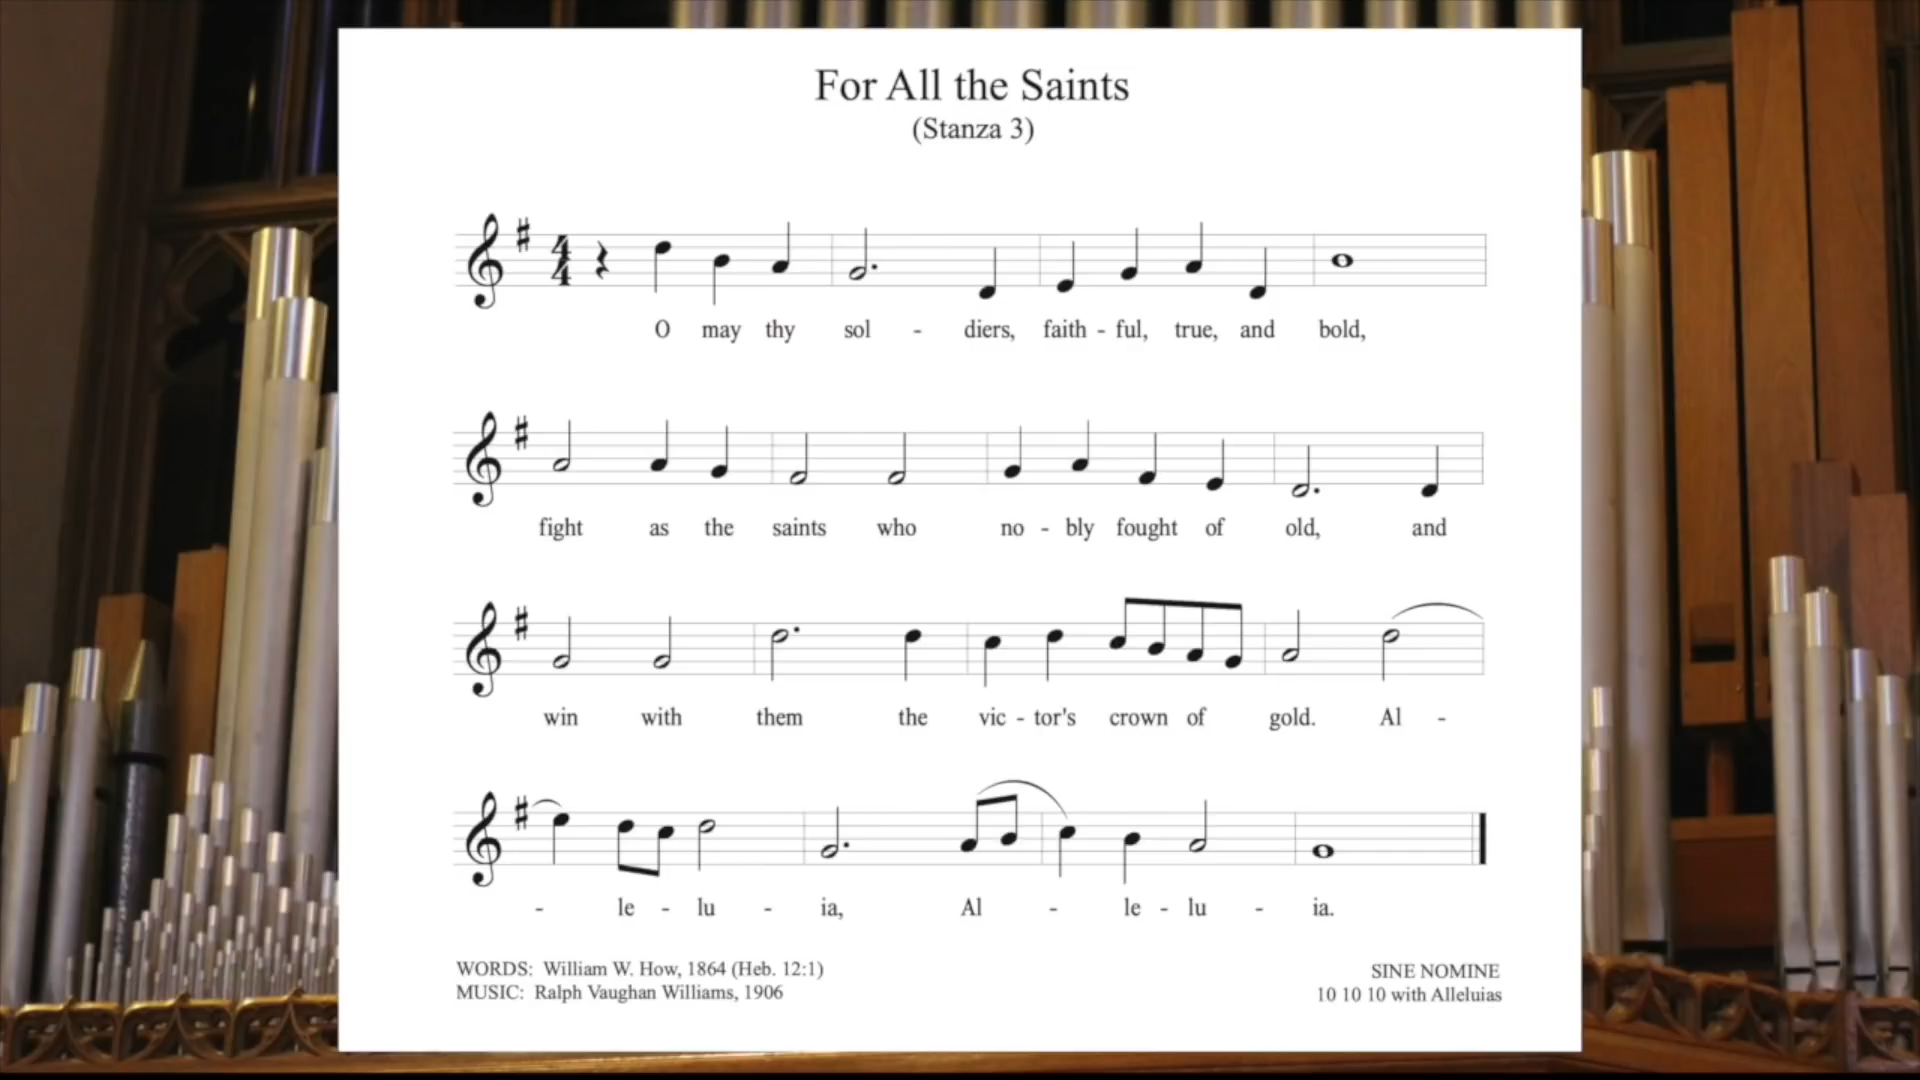 For All the Saints
(Stanza 3)
4
4
O may thy sol - diers, faith - ful, true, and bold,
fight as the saints who no - bly fought of old, and
win with them the vic - tor's crown of gold. Al -
- le - lu - ia, Al - le - lu - ia.
WORDS: William W. How, 1864 (Heb. 12:1)
MUSIC: Ralph Vaughan Williams, 1906
SINE NOMINE
10 10 10 with Alleluias